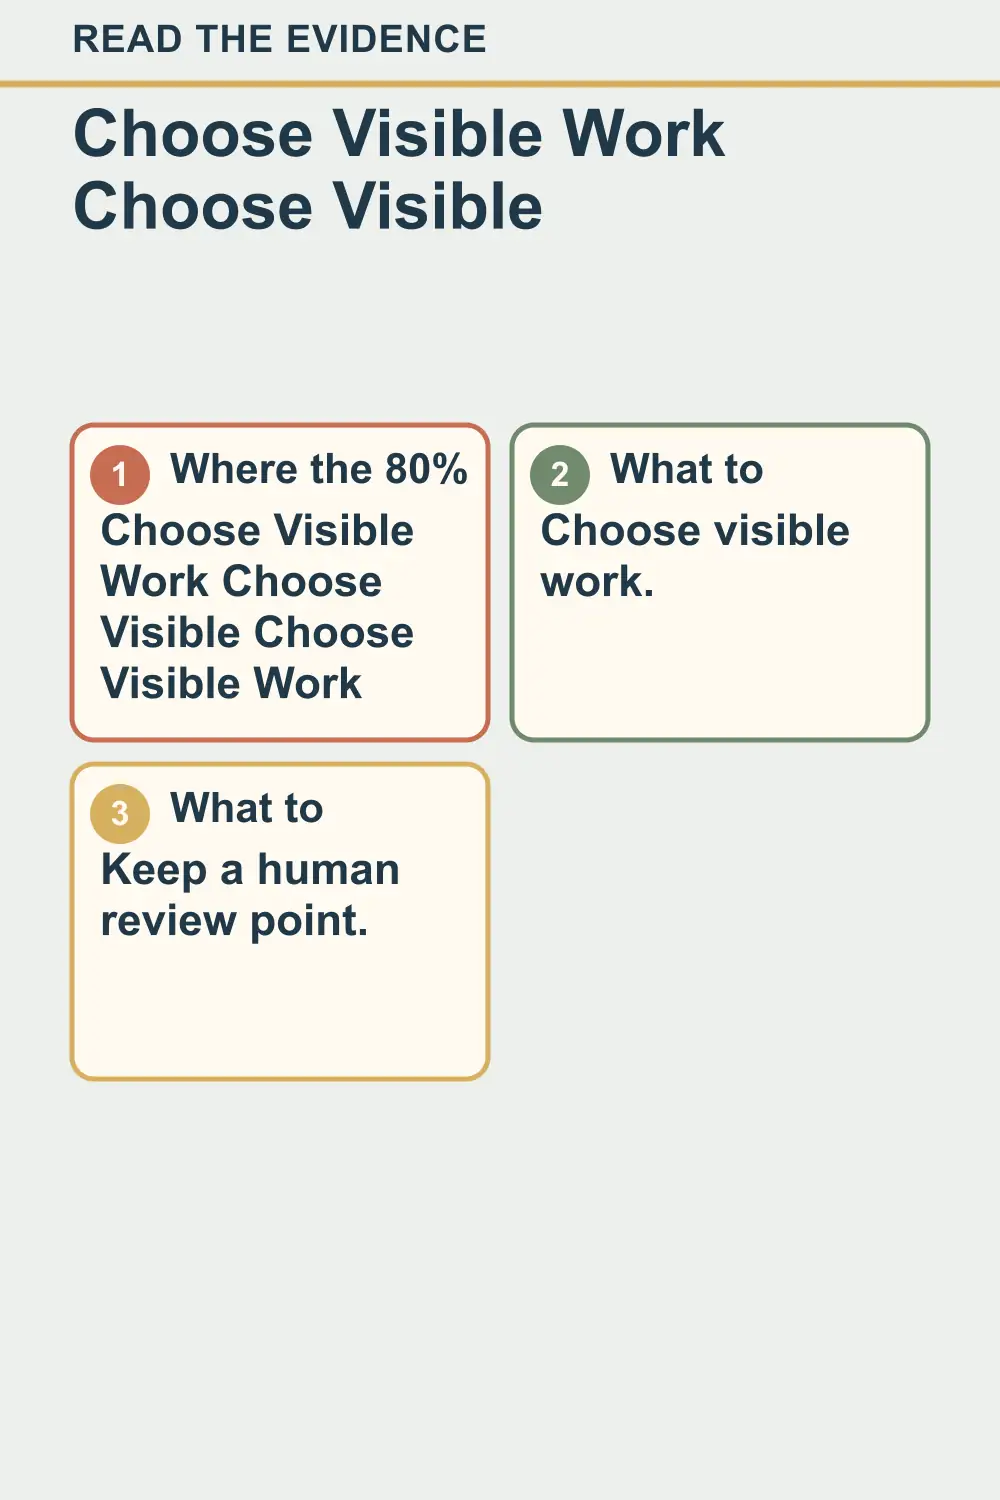 READ THE EVIDENCE
Choose Visible Work
Choose Visible
1 Where the 80%
Choose Visible
Work Choose
Visible Choose
Visible Work
2 What to
Choose visible
work.
3 What to
Keep a human
review point.